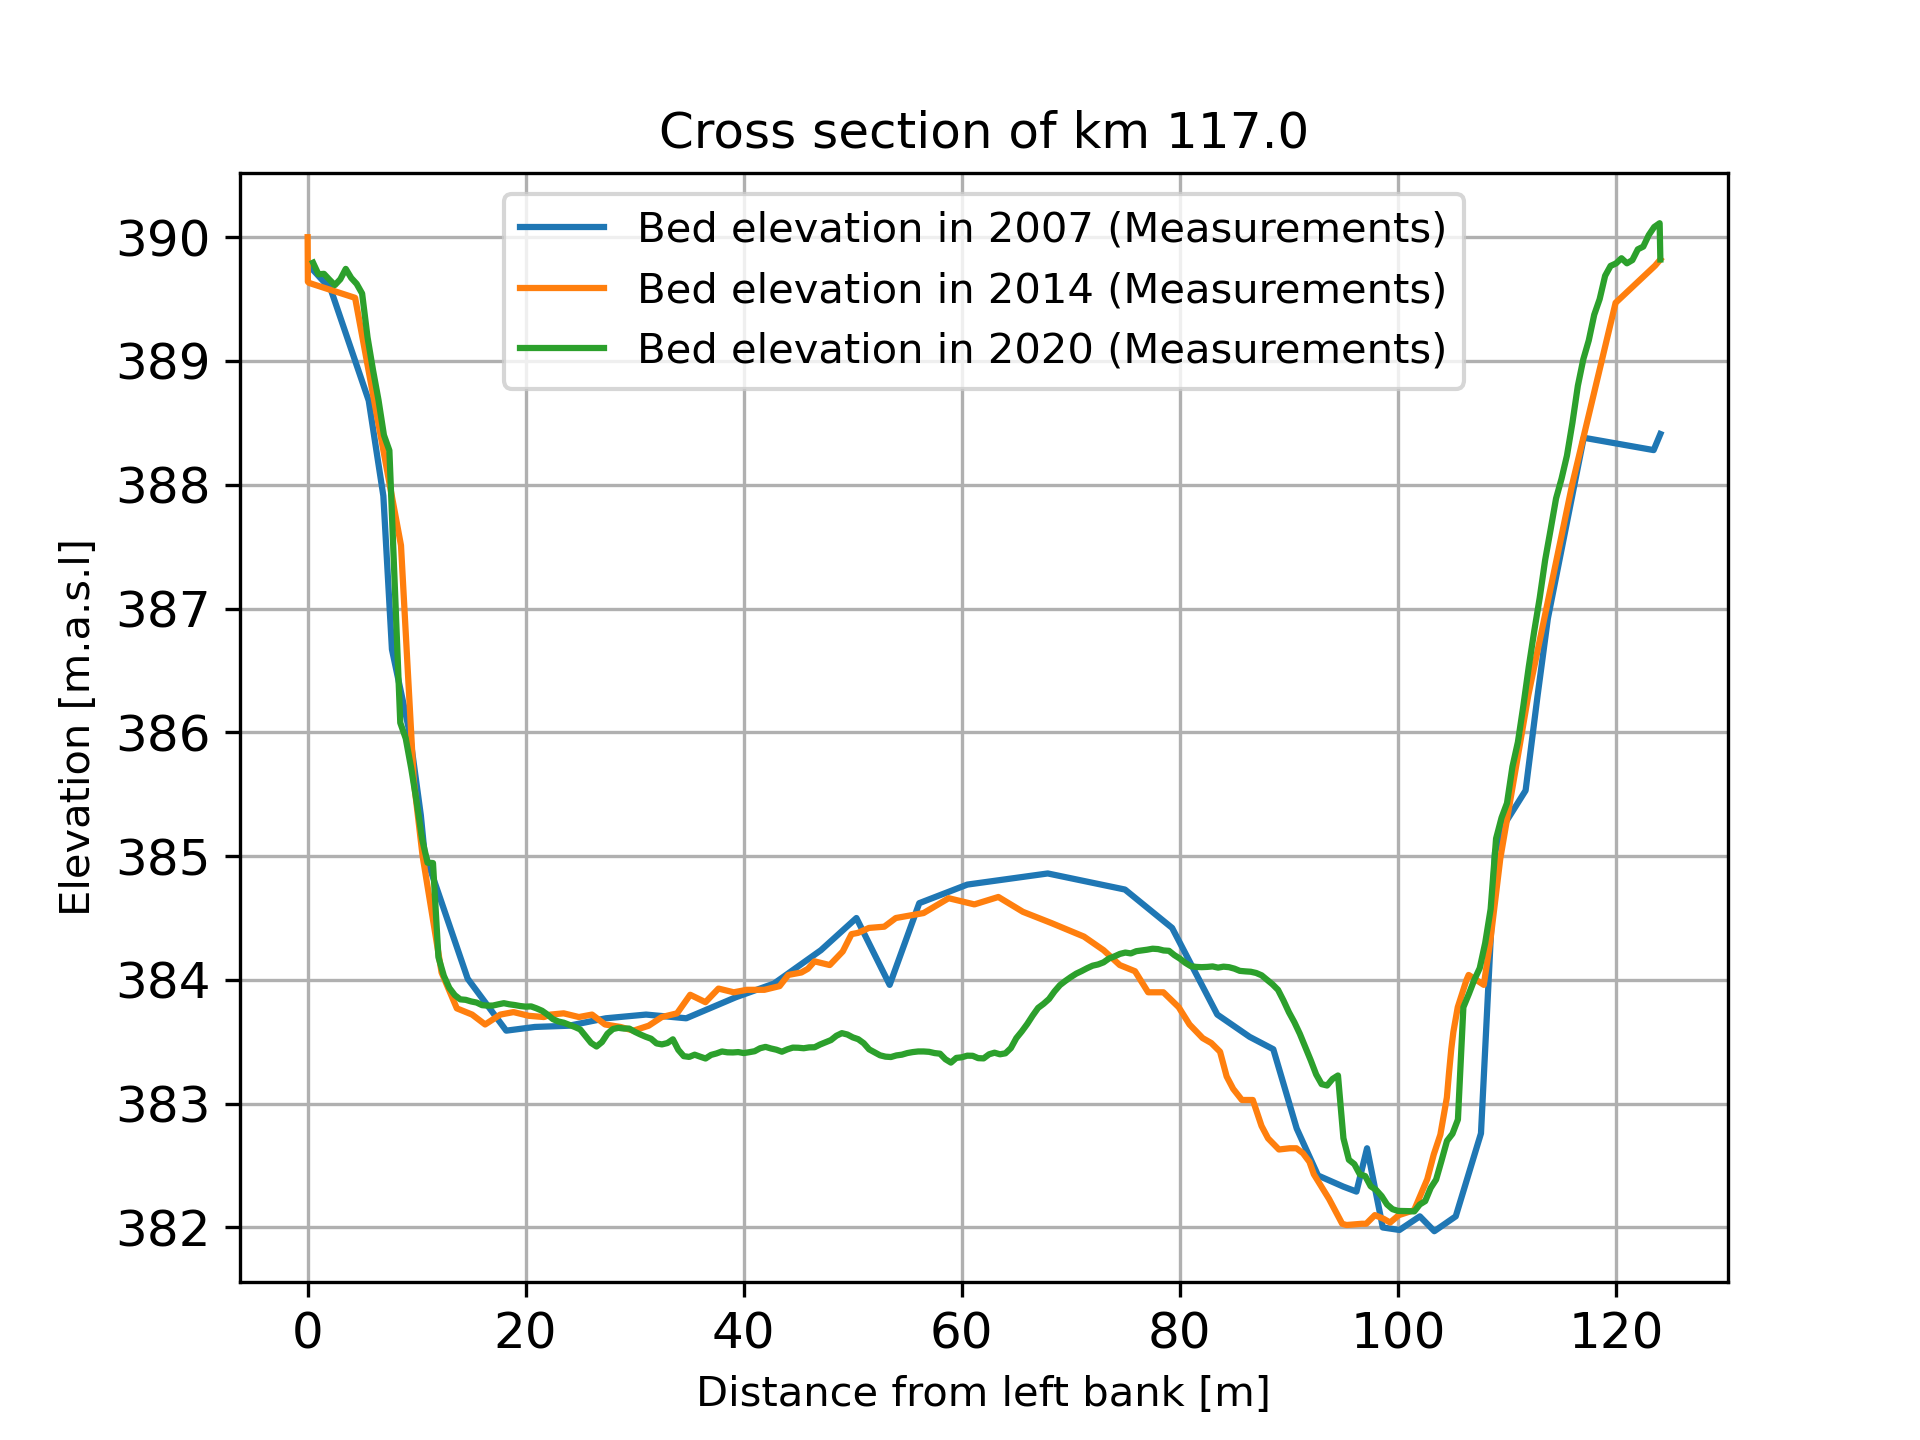 Cross section of km 117.0
Bed elevation in 2007 (Measurements)
Bed elevation in 2014 (Measurements)
Bed elevation in 2020 (Measurements)
390
389
388
387
386
385
384
383
382
Elevation [m.a.s.l]
0 20 40 60 80 100 120
Distance from left bank [m]